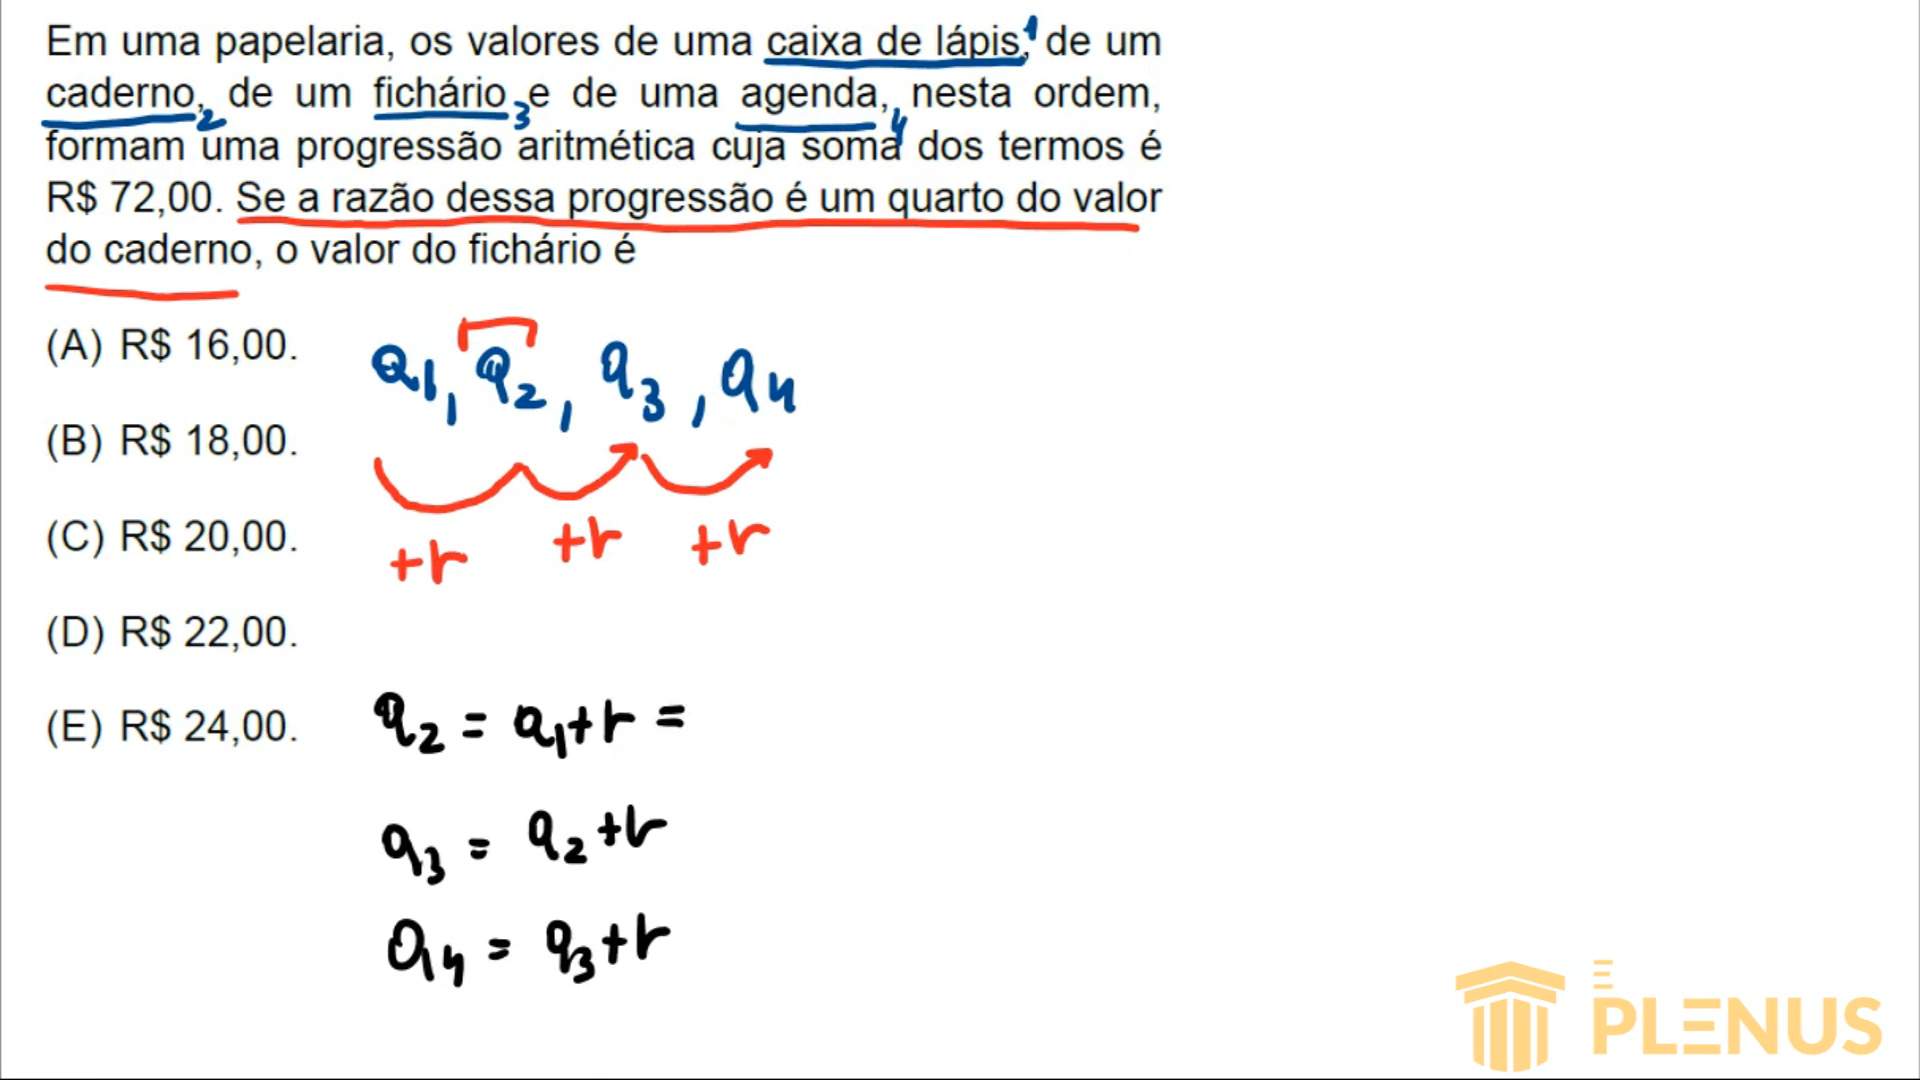 Em uma papelaria, os valores de uma caixa de lápis, 1 de um
caderno, 2 de um fichário 3 e de uma agenda, 4 nesta ordem,
formam uma progressão aritmética cuja soma dos termos é
R$ 72,00. Se a razão dessa progressão é um quarto do valor
do caderno, o valor do fichário é
(A) R$ 16,00.
a1, a2, a3, a4
(B) R$ 18,00.
(C) R$ 20,00.
+r +r +r
(D) R$ 22,00.
(E) R$ 24,00.
a2 = a1+r =
a3 = a2+r
a4 = a3+r
PLENUS